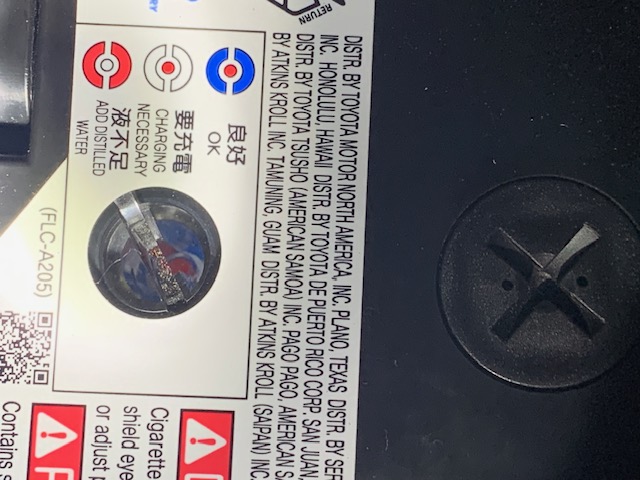 RETURN
DISTR. BY TOYOTA MOTOR NORTH AMERICA, INC. PLANO, TEXAS DISTR. BY SER
INC. HONOLULU, HAWAII DISTR. BY TOYOTA DE PUERTO RICO CORP. SAN JUAN,
DISTR. BY TOYOTA TSUSHO (AMERICAN SAMOA) INC. PAGO PAGO, AMERICAN S
BY ATKINS KROLL INC. TAMUNING, GUAM DISTR. BY ATKINS KROLL (SAIPAN) INC.
良好
OK
要充電
CHARGING
NECESSARY
液不足
ADD DISTILLED
WATER
(FLC-A205)
Cigarette
shield eye
or adjust p
Contains s